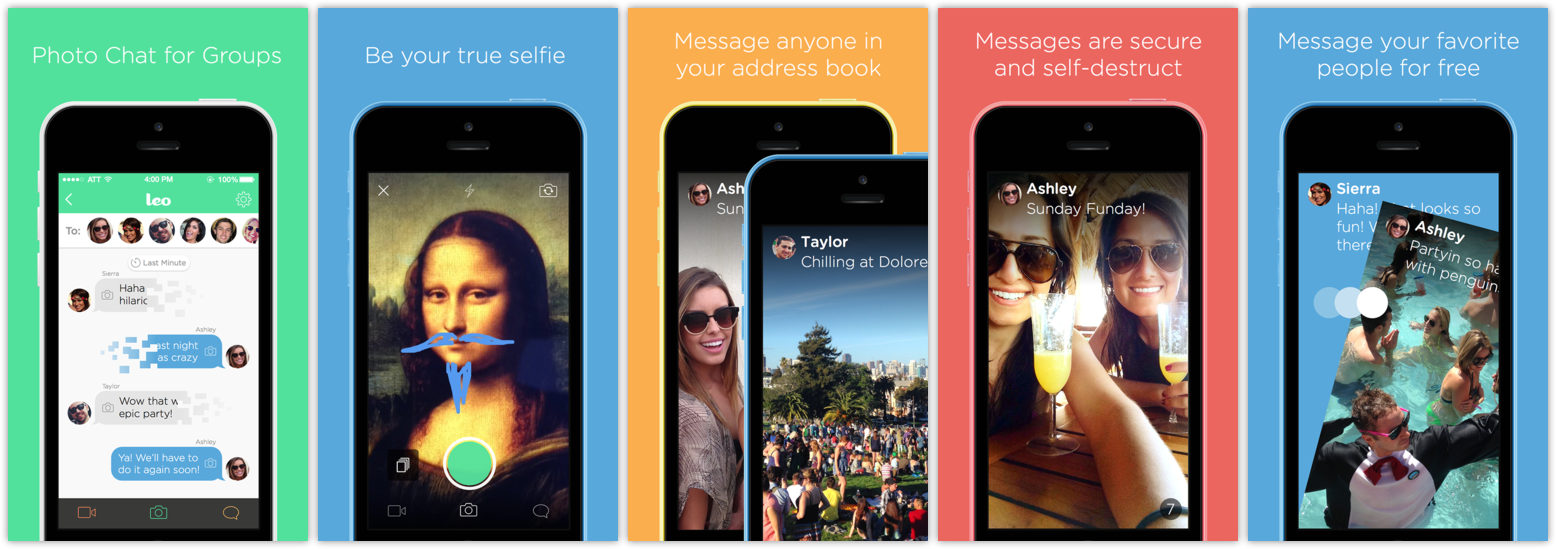 Photo Chat for Groups
ATT 4:00 PM 100%
leo
To:
Last Minute
Sierra
Haha
hilaric
Ashley
ast night
as crazy
Taylor
Wow that w
epic party!
Ashley
Ya! We'll have to
do it again soon!
Be your true selfie
Message anyone in
your address book
Ash
Sun
Taylor
Chilling at Dolore
Messages are secure
and self-destruct
Ashley
Sunday Funday!
7
Message your favorite
people for free
Sierra
Haha! looks so
fun!
there
Ashley
Partyin so ha
with penguin